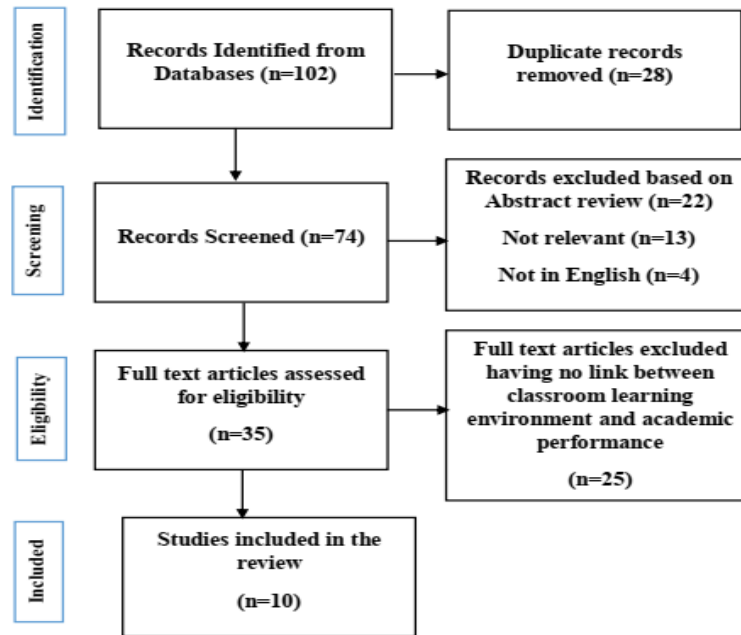 Identification
Records Identified from
Databases (n=102)
Duplicate records
removed (n=28)
Screening
Records Screened (n=74)
Records excluded based on
Abstract review (n=22)
Not relevant (n=13)
Not in English (n=4)
Eligibility
Full text articles assessed
for eligibility
(n=35)
Full text articles excluded
having no link between
classroom learning
environment and academic
performance
(n=25)
Included
Studies included in the
review
(n=10)